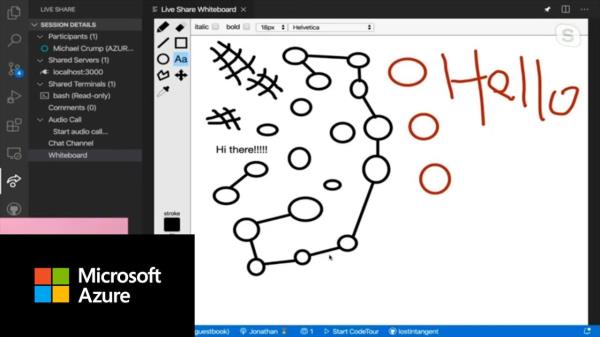 LIVE SHARE
SESSION DETAILS
Participants (1)
Michael Crump (AZUR...
Shared Servers (1)
localhost:3000
Shared Terminals (1)
bash (Read-only)
Comments (0)
Audio Call
Start audio call...
Chat Channel
Whiteboard
4
Live Share Whiteboard
italic
bold
18px
Helvetica
Aa
S
Hello
Hi there!!!!!
stroke
Microsoft
Azure
guestbook)
Jonathan
1
Start CodeTour
lostintangent